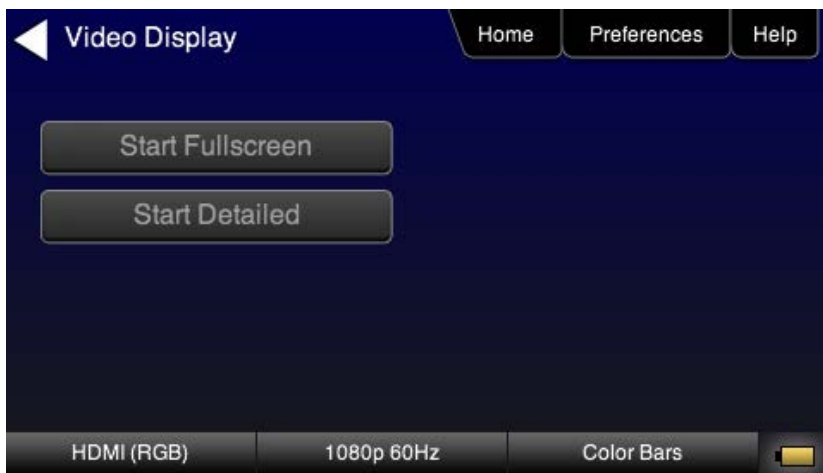 Video Display
Home
Preferences
Help
Start Fullscreen
Start Detailed
HDMI (RGB)
1080p 60Hz
Color Bars